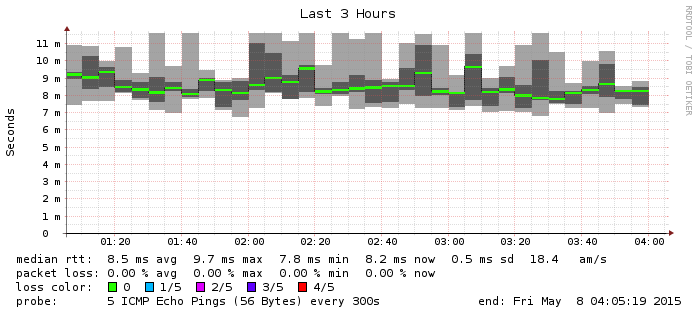 Last 3 Hours
RRDTOOL / TOBI OETIKER
Seconds
11 m
10 m
9 m
8 m
7 m
6 m
5 m
4 m
3 m
2 m
1 m
0
01:20 01:40 02:00 02:20 02:40 03:00 03:20 03:40 04:00
median rtt: 8.5 ms avg 9.7 ms max 7.8 ms min 8.2 ms now 0.5 ms sd 18.4 am/s
packet loss: 0.00 % avg 0.00 % max 0.00 % min 0.00 % now
loss color: 0 1/5 2/5 3/5 4/5
probe: 5 ICMP Echo Pings (56 Bytes) every 300s end: Fri May 8 04:05:19 2015